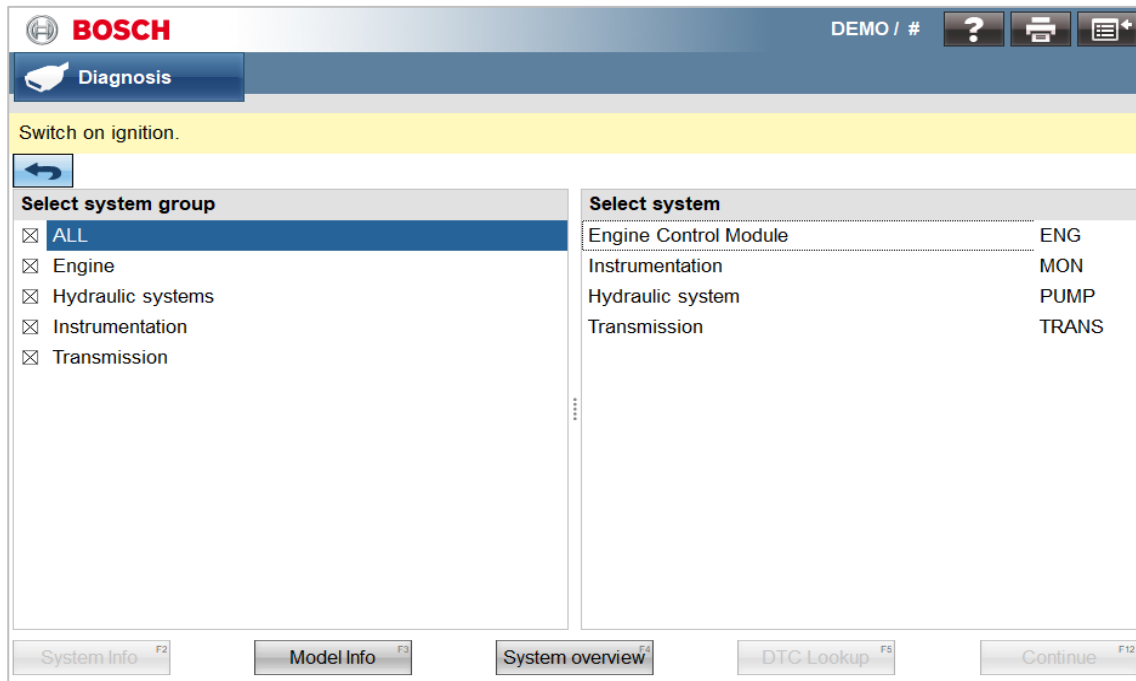 BOSCH
DEMO / #
?
Diagnosis
Switch on ignition.
Select system group
ALL
Engine
Hydraulic systems
Instrumentation
Transmission
Select system
Engine Control Module ENG
Instrumentation MON
Hydraulic system PUMP
Transmission TRANS
System Info F2
Model Info F3
System overview F4
DTC Lookup F5
Continue F12